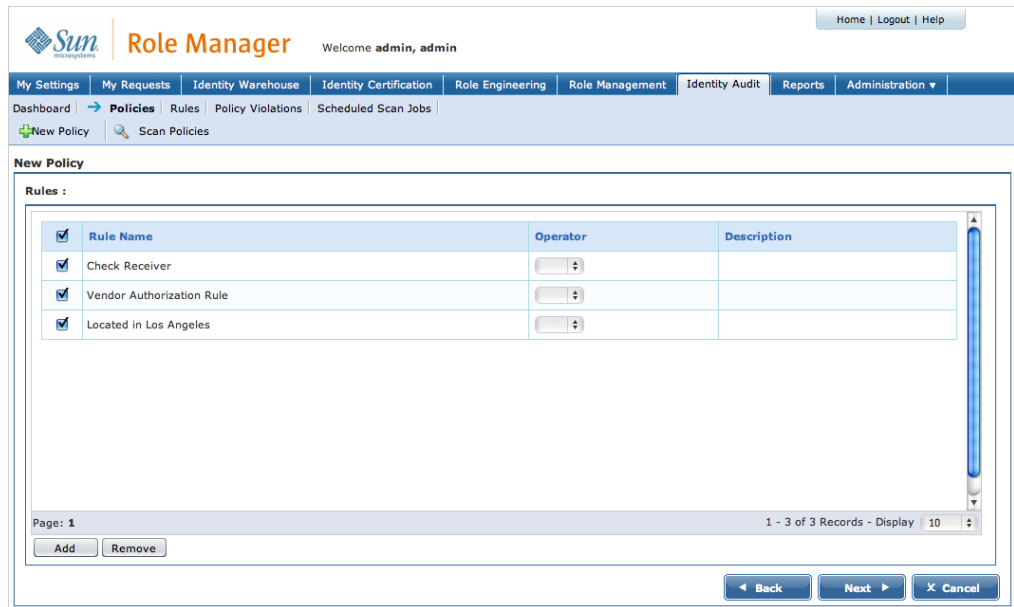 Home | Logout | Help
Sun microsystems Role Manager Welcome admin, admin
My Settings My Requests Identity Warehouse Identity Certification Role Engineering Role Management Identity Audit Reports Administration ▼
Dashboard → Policies Rules Policy Violations Scheduled Scan Jobs
New Policy Scan Policies
New Policy
Rules :
Rule Name Operator Description
Check Receiver
Vendor Authorization Rule
Located in Los Angeles
Page: 1 1 - 3 of 3 Records - Display 10
Add Remove
Back Next X Cancel